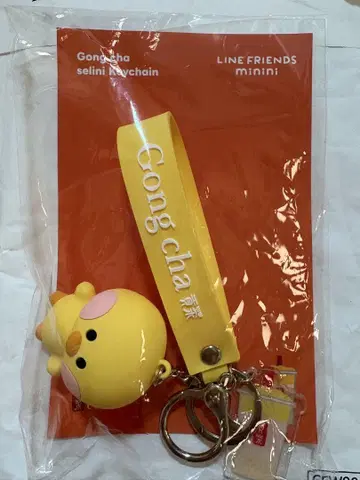 Gong cha
selini Keychain
LINE FRIENDS
minini
Gong cha 貢茶